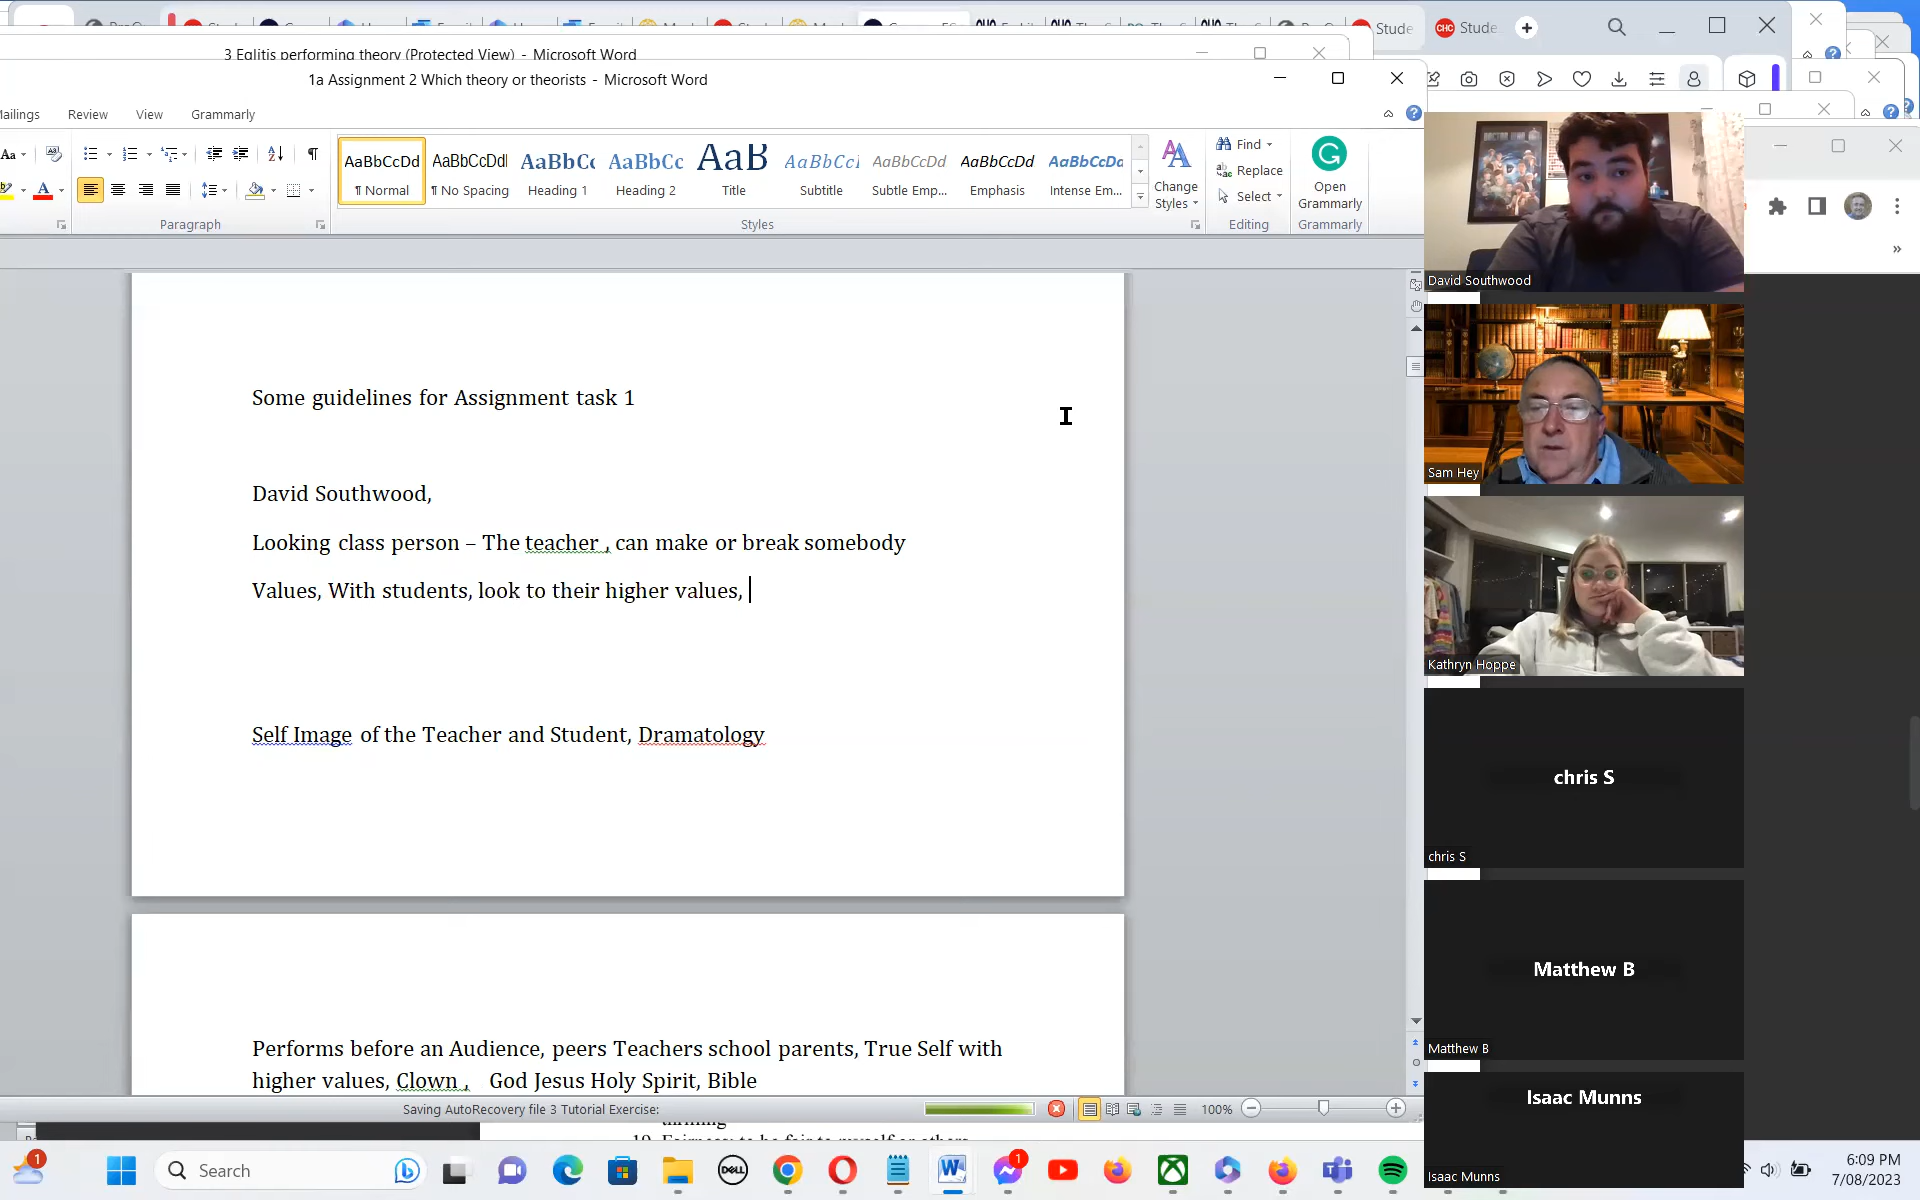 Stude
Stude
3 Eglitis performing theory (Protected View) - Microsoft Word
1a Assignment 2 Which theory or theorists - Microsoft Word
Mailings Review View Grammarly
AaBbCcDd AaBbCcDdI AaBbCc AaBbCc AaB AaBbCcI AaBbCcDd AaBbCcDd AaBbCcDc
¶ Normal ¶ No Spacing Heading 1 Heading 2 Title Subtitle Subtle Emp... Emphasis Intense Em...
Change Styles
Find
Replace
Select
Open Grammarly
Paragraph Styles Editing Grammarly
Some guidelines for Assignment task 1
David Southwood,
Looking class person – The teacher , can make or break somebody
Values, With students, look to their higher values,
Self Image of the Teacher and Student, Dramatology
Performs before an Audience, peers Teachers school parents, True Self with
higher values, Clown , God Jesus Holy Spirit, Bible
Saving AutoRecovery file 3 Tutorial Exercise:
100%
David Southwood
Sam Hey
Kathryn Hoppe
chris S
chris S
Matthew B
Matthew B
Isaac Munns
Isaac Munns
1
Search
DELL
1
6:09 PM
7/08/2023